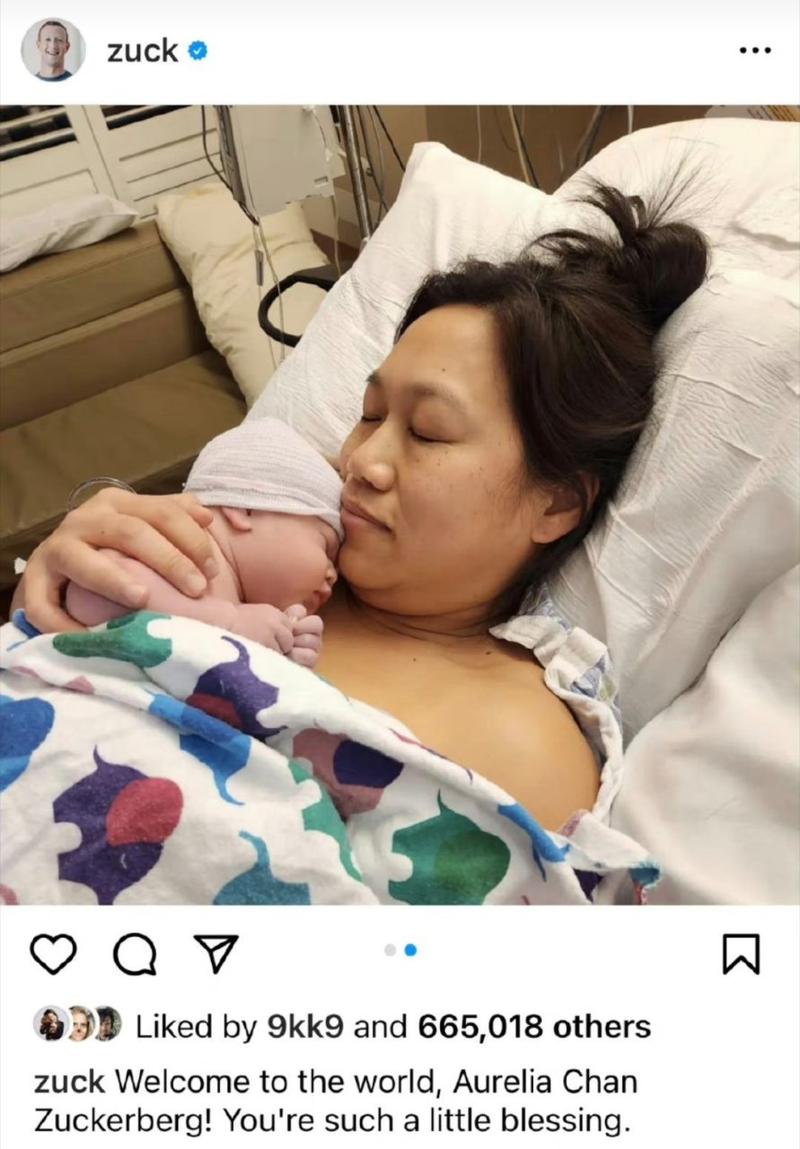 zuck
Liked by 9kk9 and 665,018 others
zuck Welcome to the world, Aurelia Chan
Zuckerberg! You're such a little blessing.